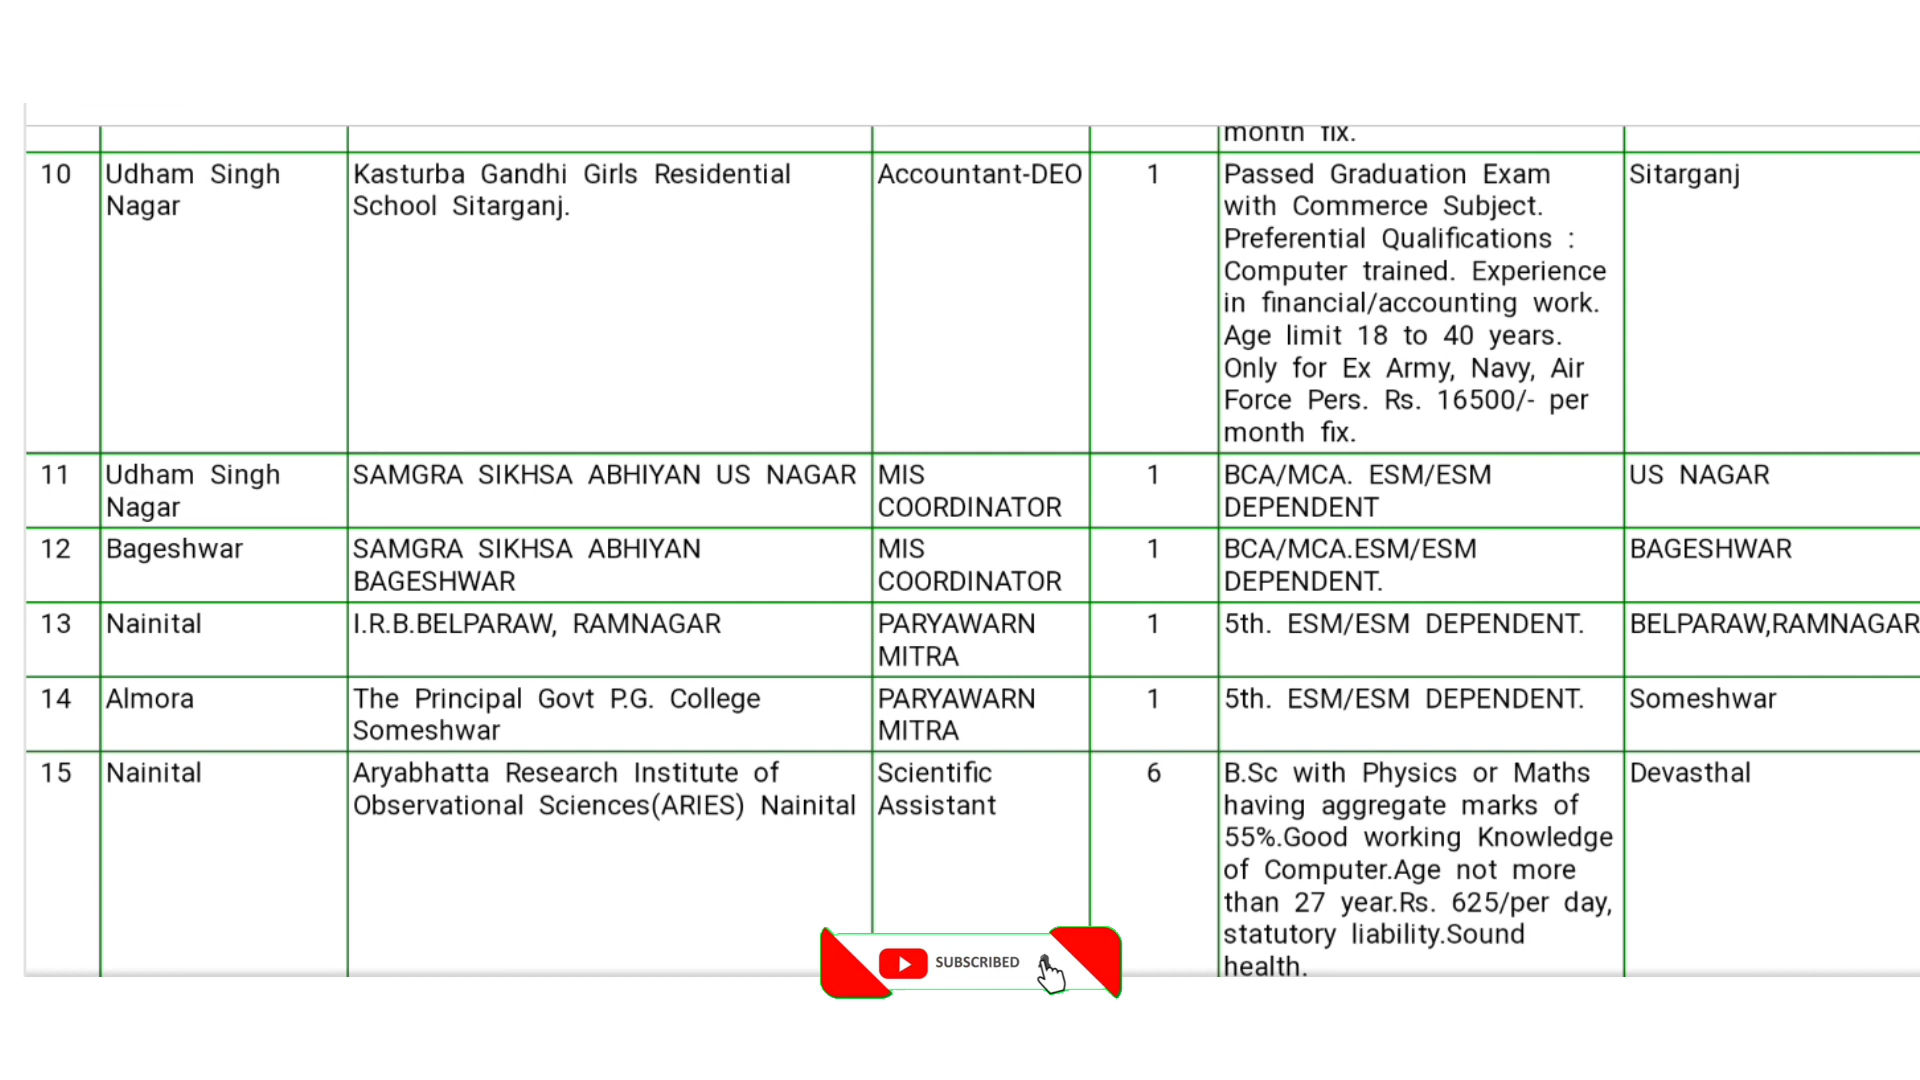 month fix.
10 Udham Singh Nagar Kasturba Gandhi Girls Residential School Sitarganj. Accountant-DEO 1 Passed Graduation Exam Sitarganj
with Commerce Subject.
Preferential Qualifications :
Computer trained. Experience
in financial/accounting work.
Age limit 18 to 40 years.
Only for Ex Army, Navy, Air
Force Pers. Rs. 16500/- per
month fix.
11 Udham Singh Nagar SAMGRA SIKHSA ABHIYAN US NAGAR MIS COORDINATOR 1 BCA/MCA. ESM/ESM DEPENDENT US NAGAR
12 Bageshwar SAMGRA SIKHSA ABHIYAN BAGESHWAR MIS COORDINATOR 1 BCA/MCA.ESM/ESM DEPENDENT. BAGESHWAR
13 Nainital I.R.B.BELPARAW, RAMNAGAR PARYAWARN MITRA 1 5th. ESM/ESM DEPENDENT. BELPARAW,RAMNAGAR
14 Almora The Principal Govt P.G. College Someshwar PARYAWARN MITRA 1 5th. ESM/ESM DEPENDENT. Someshwar
15 Nainital Aryabhatta Research Institute of Observational Sciences(ARIES) Nainital Scientific Assistant 6 B.Sc with Physics or Maths Devasthal
having aggregate marks of
55%.Good working Knowledge
of Computer.Age not more
than 27 year.Rs. 625/per day,
statutory liability.Sound
health.
SUBSCRIBED